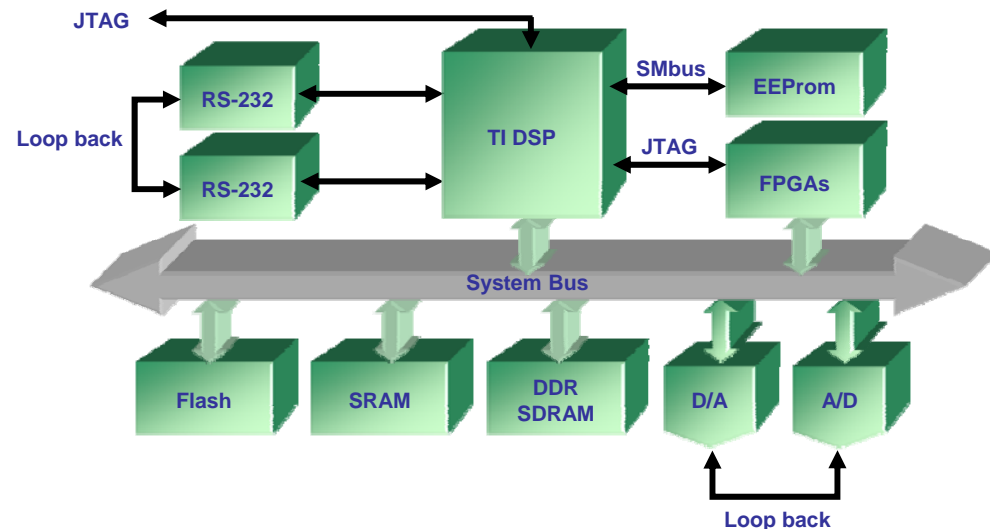 JTAG
RS-232
SMbus
EEProm
Loop back
TI DSP
JTAG
RS-232
FPGAs
System Bus
Flash
SRAM
DDR
SDRAM
D/A
A/D
Loop back